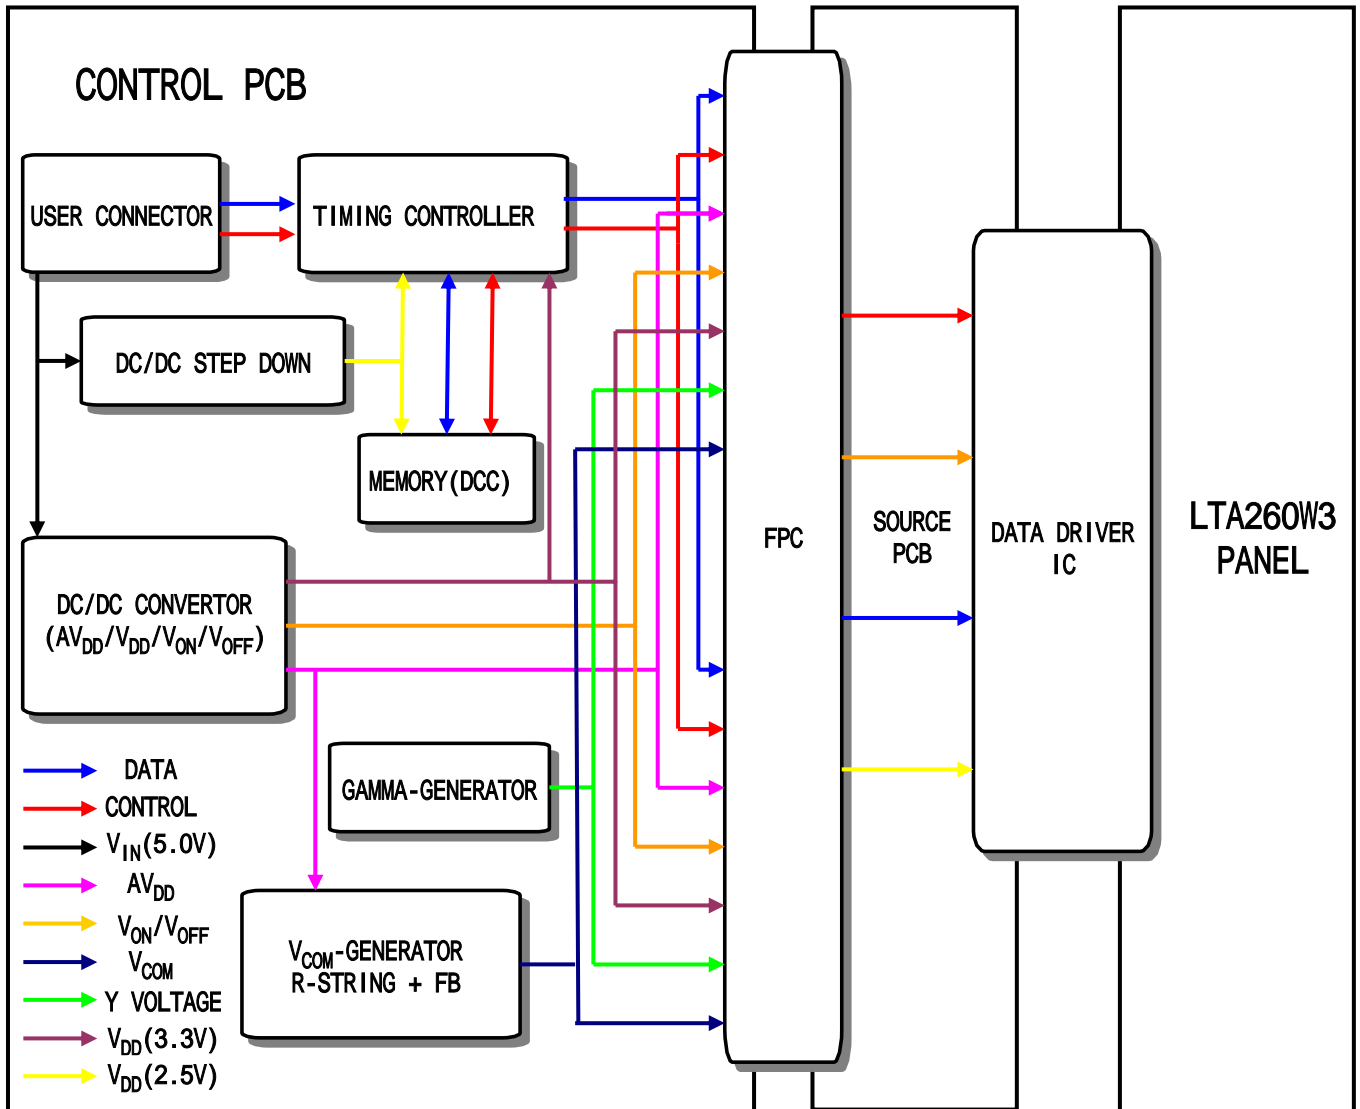 CONTROL PCB
USER CONNECTOR
TIMING CONTROLLER
DC/DC STEP DOWN
MEMORY(DCC)
DC/DC CONVERTOR
(AVDD/VDD/VON/VOFF)
GAMMA-GENERATOR
VCOM-GENERATOR
R-STRING + FB
DATA
CONTROL
VIN(5.0V)
AVDD
VON/VOFF
VCOM
Y VOLTAGE
VDD(3.3V)
VDD(2.5V)
FPC
SOURCE
PCB
DATA DRIVER
IC
LTA260W3
PANEL